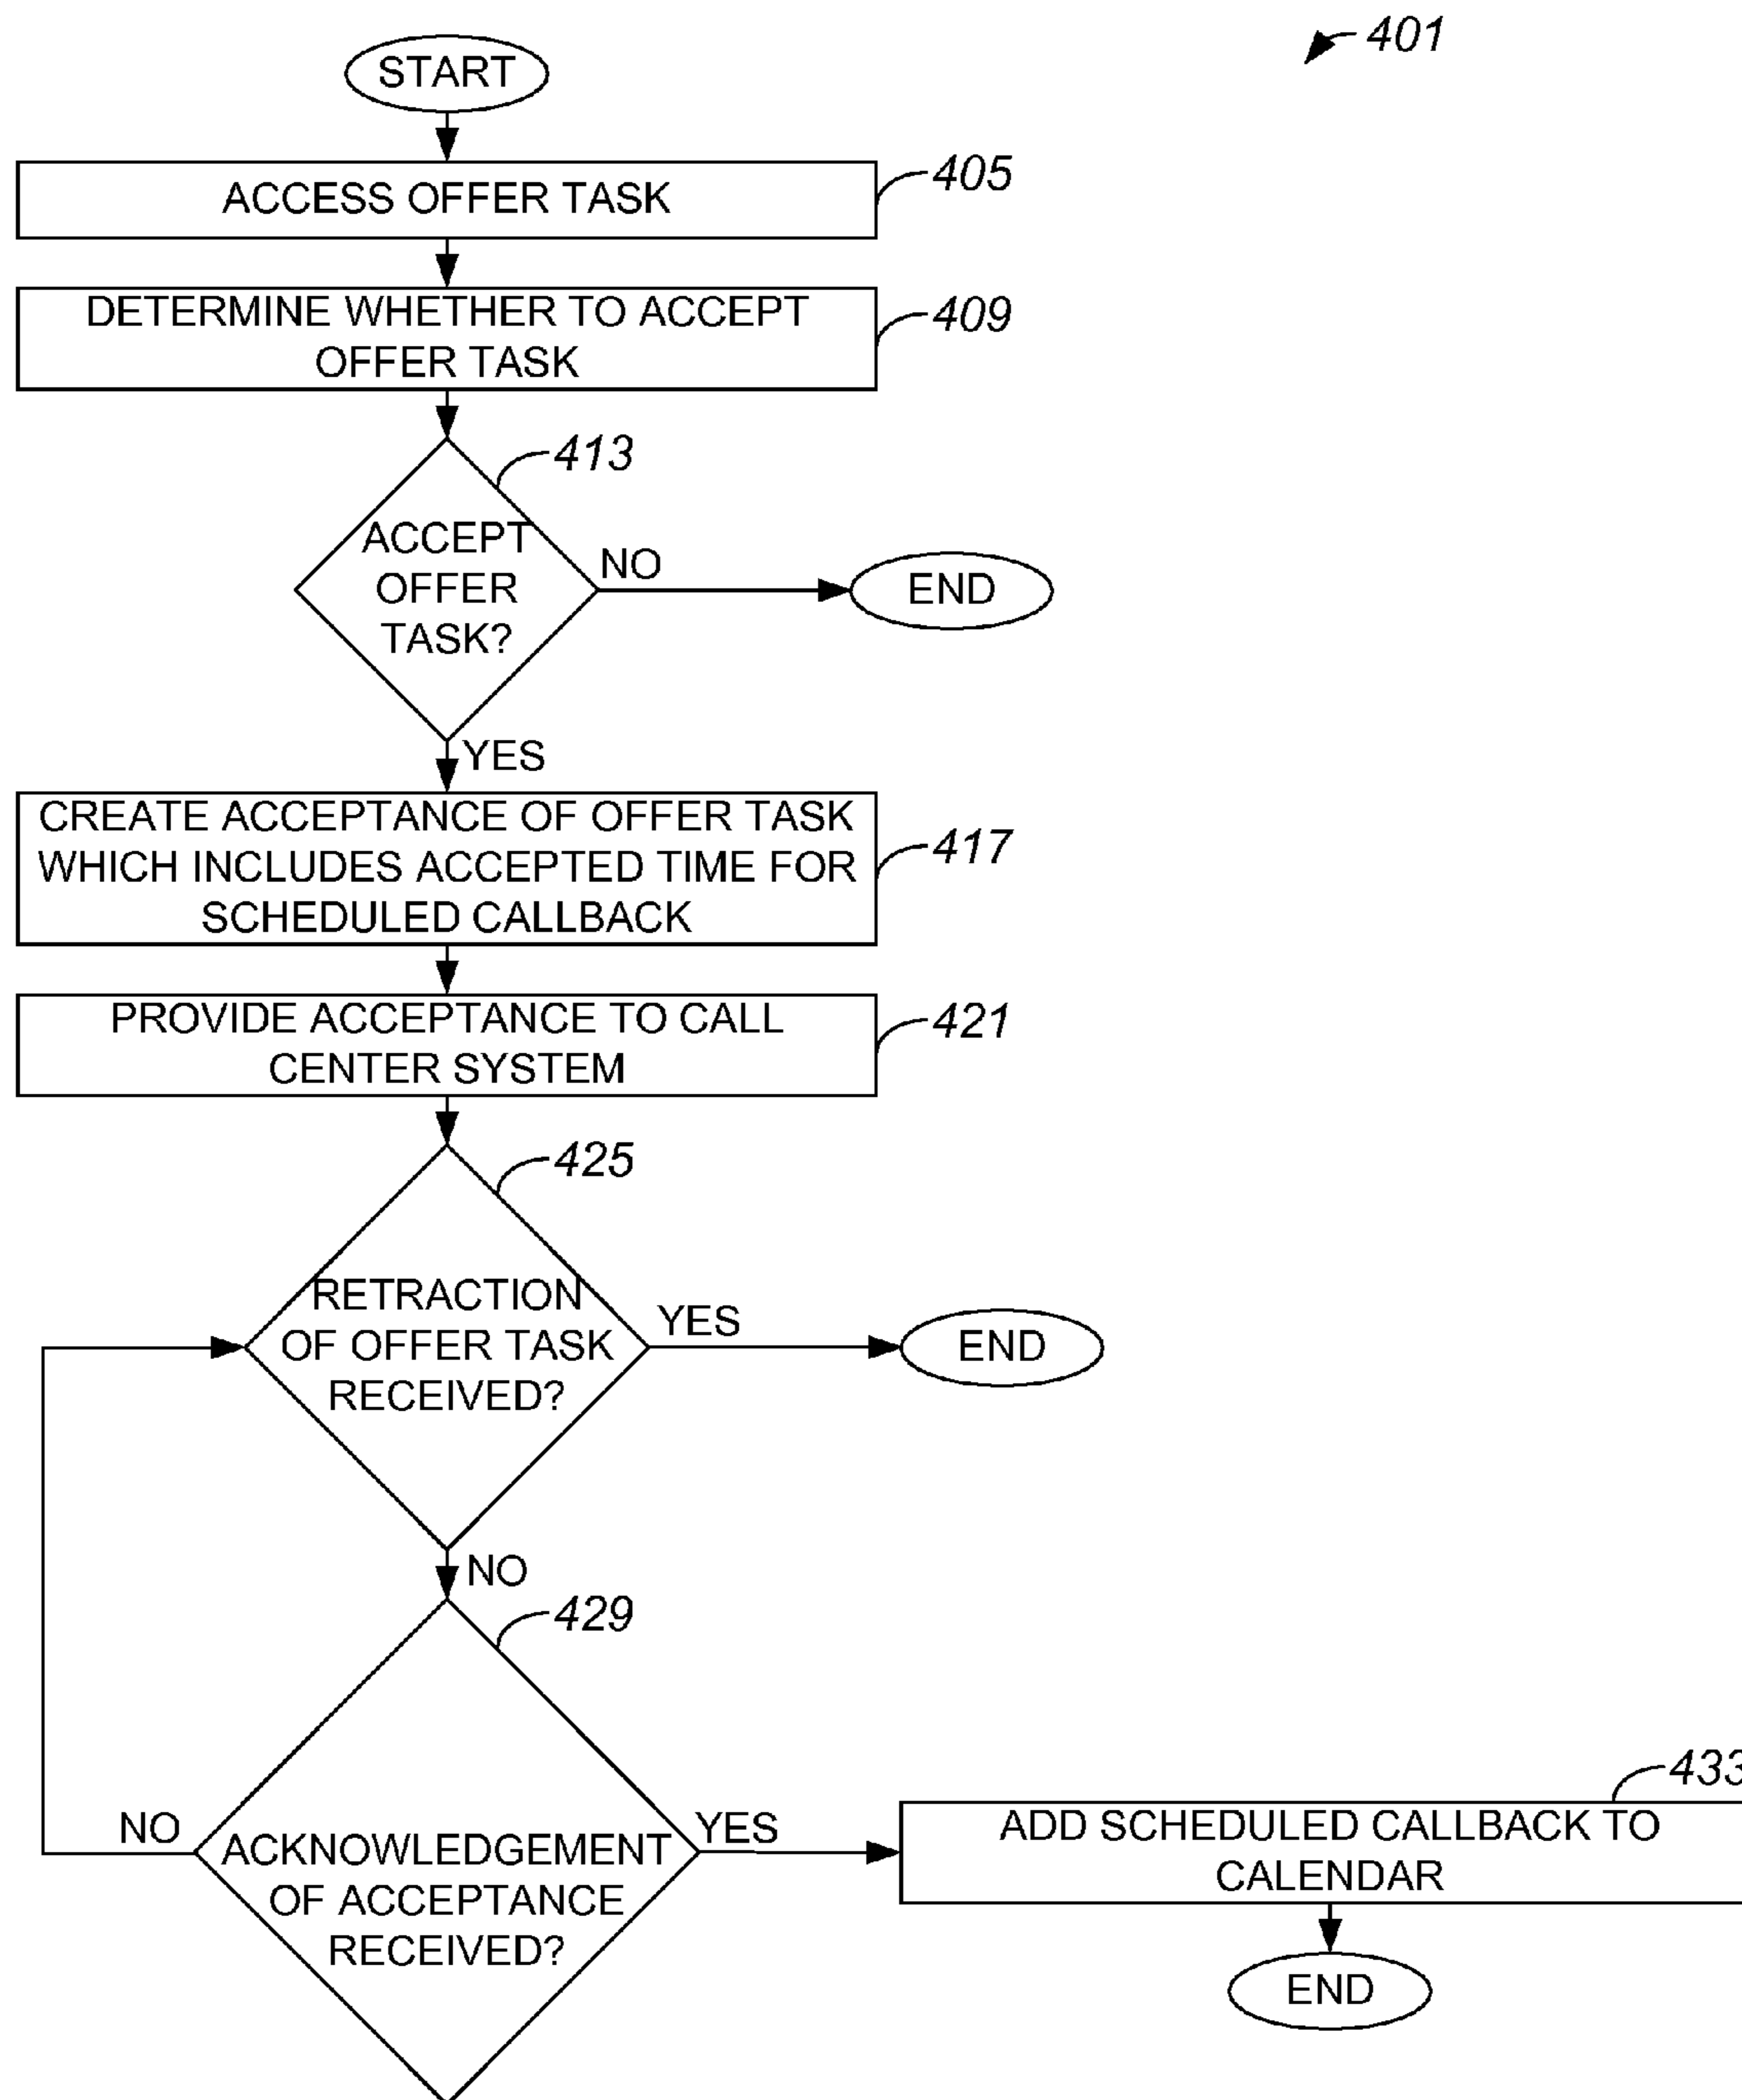 401
START
ACCESS OFFER TASK
405
DETERMINE WHETHER TO ACCEPT
OFFER TASK
409
413
ACCEPT
OFFER
TASK?
NO
END
YES
CREATE ACCEPTANCE OF OFFER TASK
WHICH INCLUDES ACCEPTED TIME FOR
SCHEDULED CALLBACK
417
PROVIDE ACCEPTANCE TO CALL
CENTER SYSTEM
421
425
RETRACTION
OF OFFER TASK
RECEIVED?
YES
END
NO
429
ACKNOWLEDGEMENT
OF ACCEPTANCE
RECEIVED?
NO
YES
433
ADD SCHEDULED CALLBACK TO
CALENDAR
END